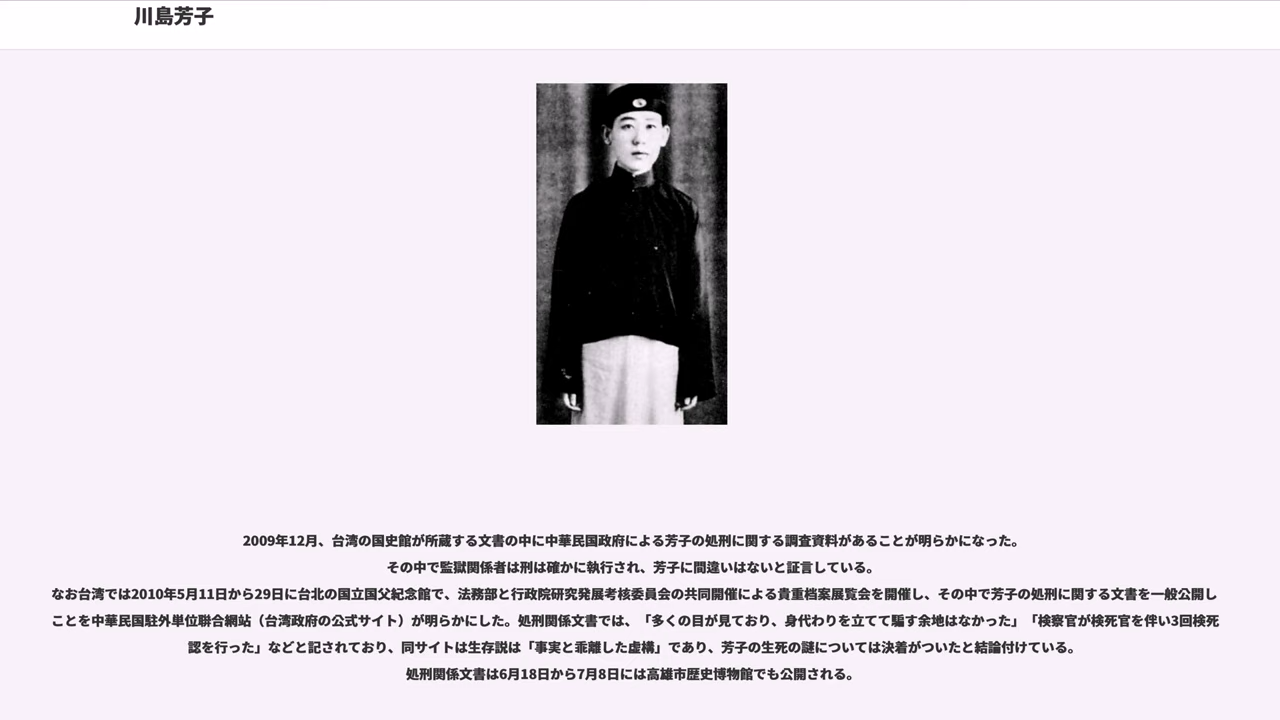 川島芳子
2009年12月、台湾の国史館が所蔵する文書の中に中華民国政府による芳子の処刑に関する調査資料があることが明らかになった。
その中で監獄関係者は刑は確かに執行され、芳子に間違いはないと証言している。
なお台湾では2010年5月11日から29日に台北の国立国父紀念館で、法務部と行政院研究発展考核委員会の共同開催による貴重档案展覧会を開催し、その中で芳子の処刑に関する文書を一般公開し
ことを中華民国駐外単位聯合網站（台湾政府の公式サイト）が明らかにした。処刑関係文書では、「多くの目が見ており、身代わりを立てて騙す余地はなかった」「検察官が検死官を伴い3回検死
認を行った」などと記されており、同サイトは生存説は「事実と乖離した虚構」であり、芳子の生死の謎については決着がついたと結論付けている。
処刑関係文書は6月18日から7月8日には高雄市歴史博物館でも公開される。